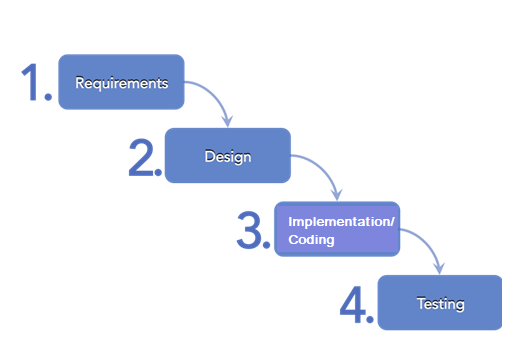 1. Requirements
2. Design
3. Implementation/
Coding
4. Testing